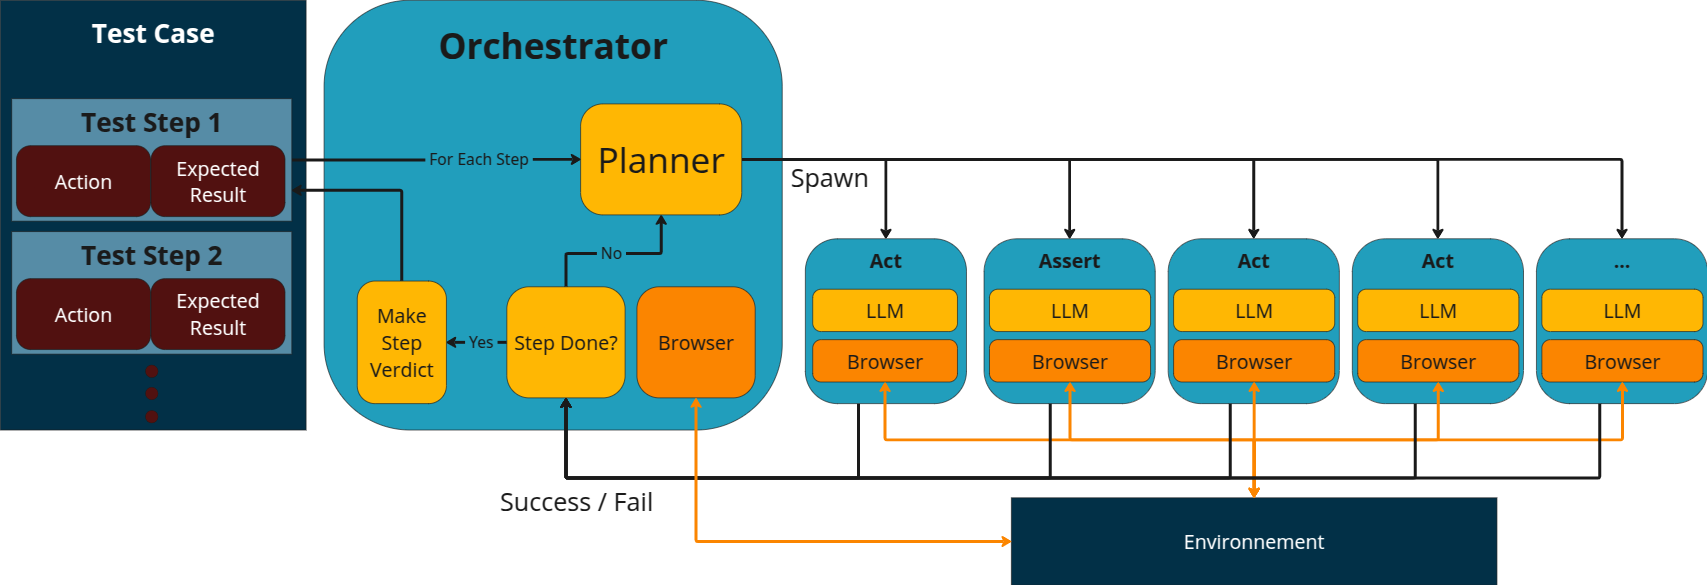 Test Case
Test Step 1
Action
Expected
Result
Test Step 2
Action
Expected
Result
Orchestrator
For Each Step
Planner
No
Make
Step
Verdict
Yes
Step Done?
Browser
Spawn
Act
LLM
Browser
Assert
LLM
Browser
Act
LLM
Browser
Act
LLM
Browser
...
LLM
Browser
Success / Fail
Environnement